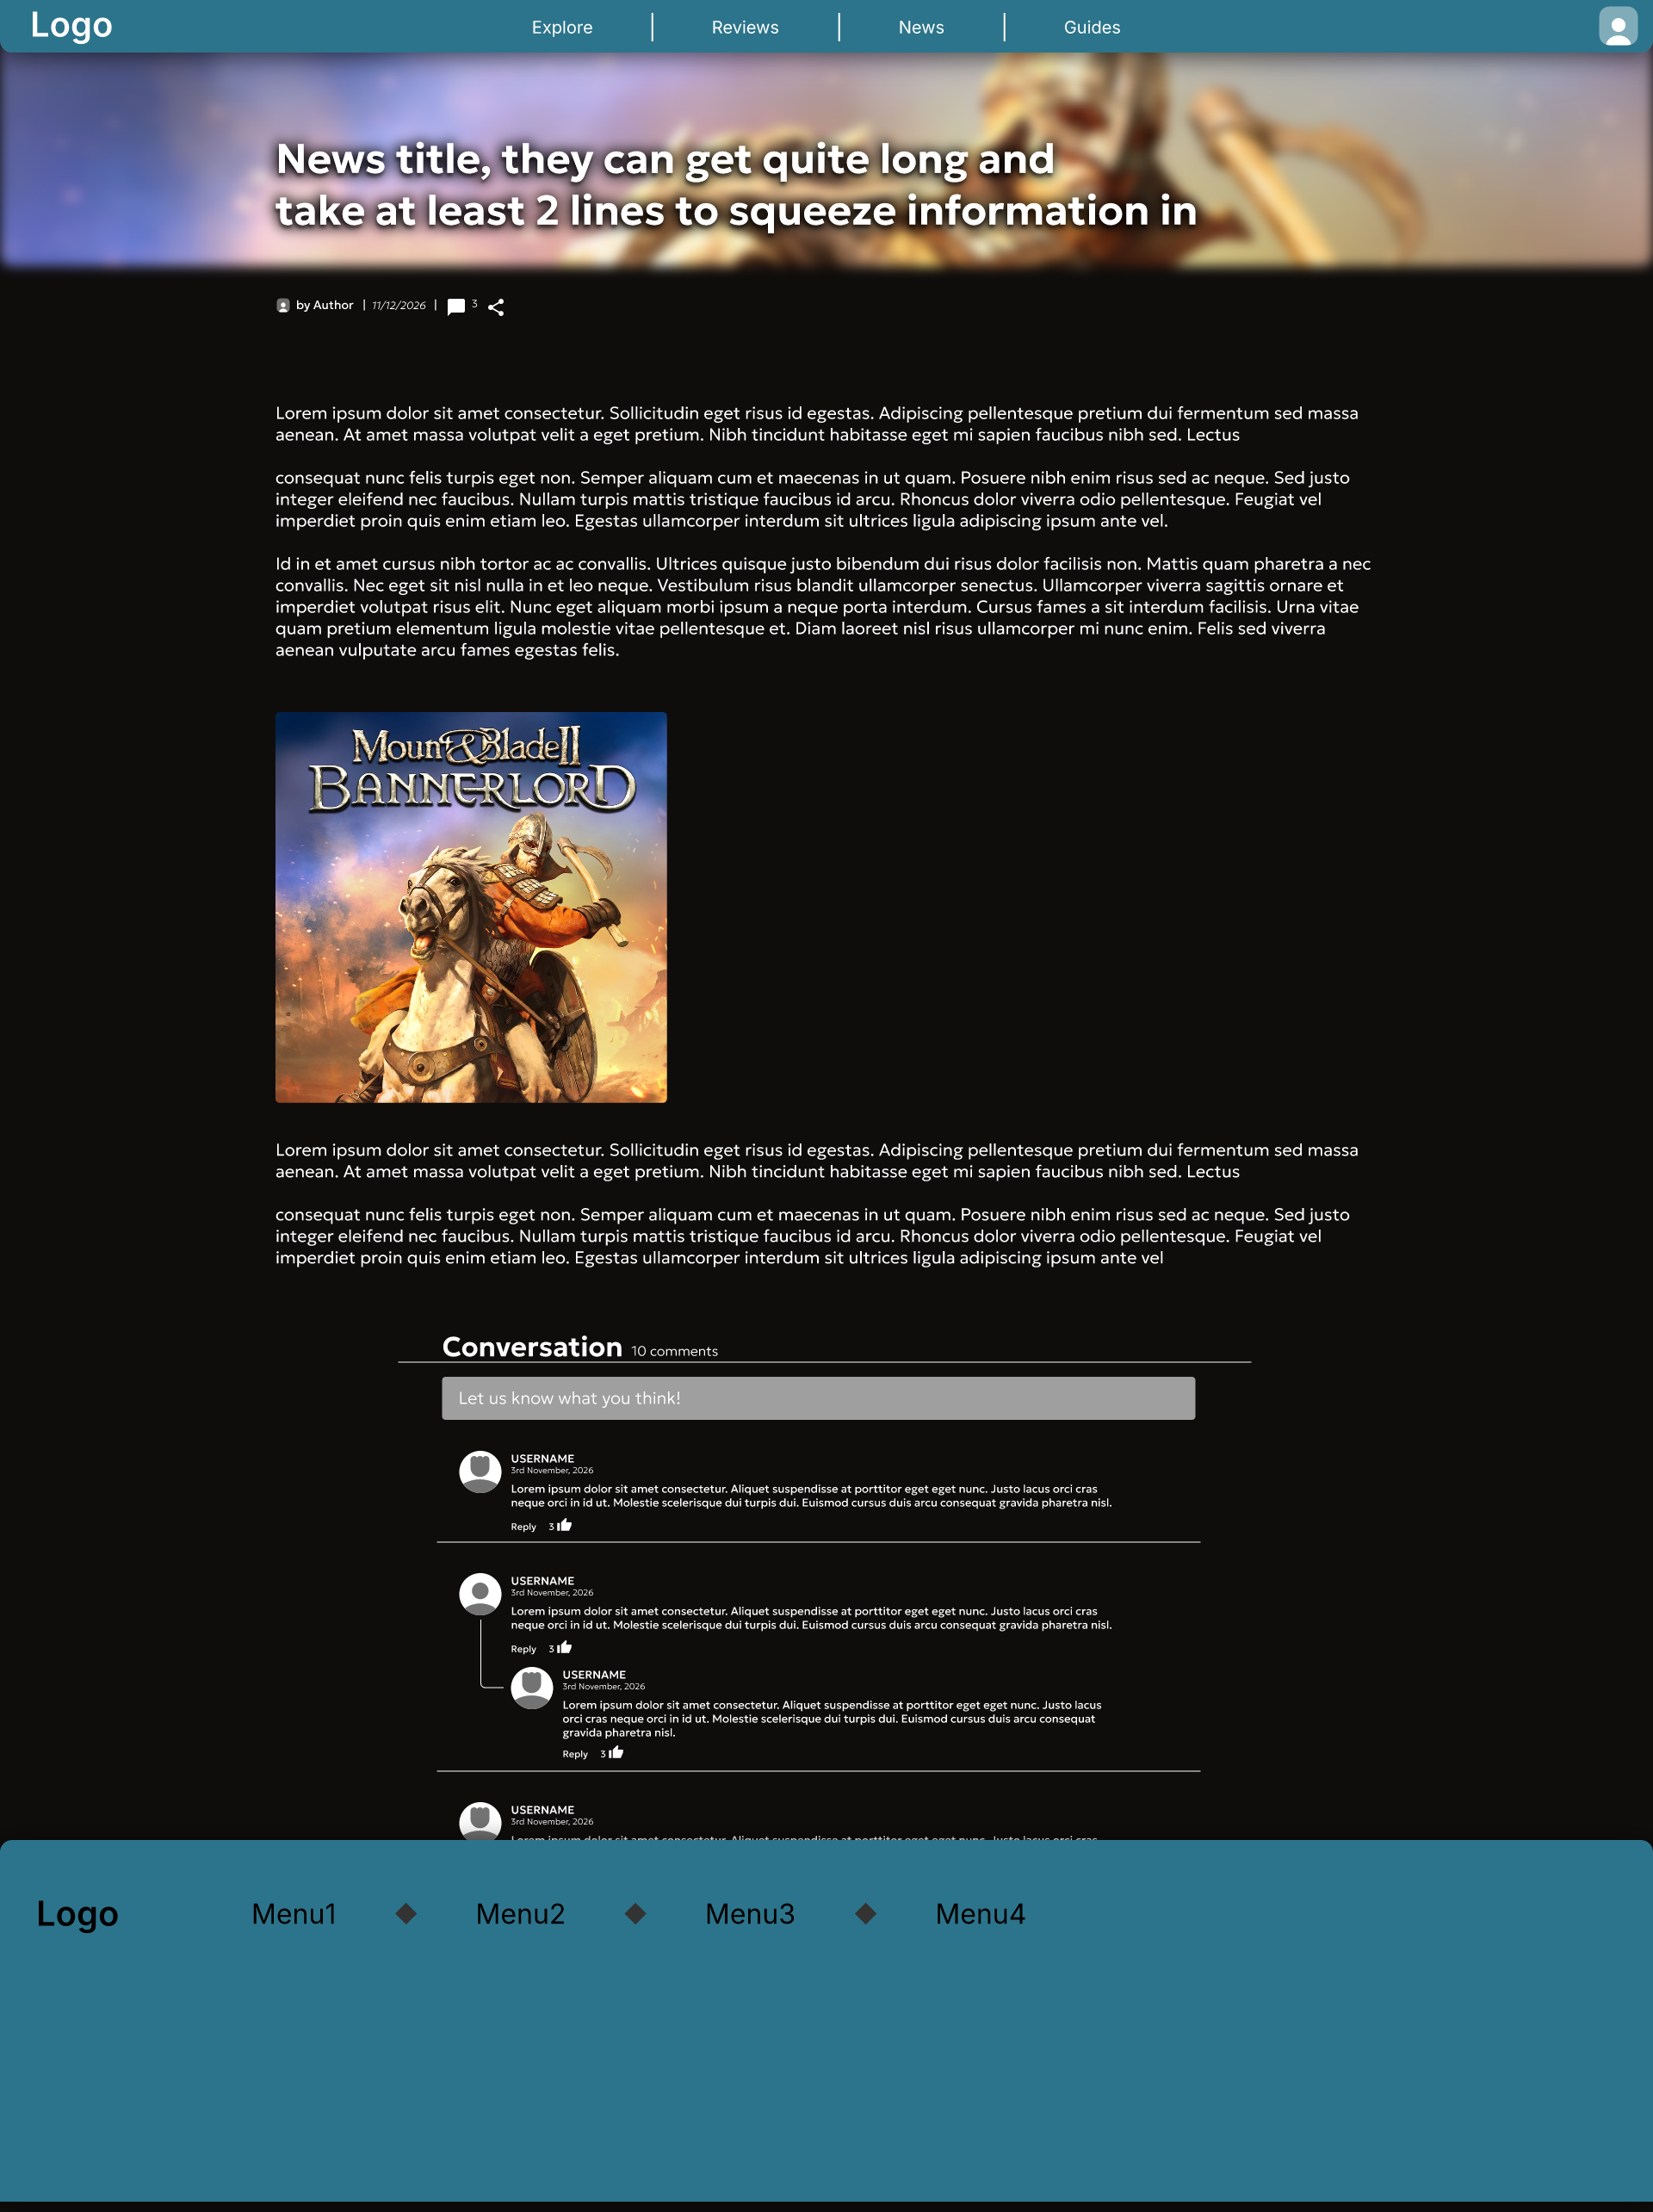 Logo
Explore | Reviews | News | Guides
News title, they can get quite long and
take at least 2 lines to squeeze information in
by Author | 11/12/2026 | 3
Lorem ipsum dolor sit amet consectetur. Sollicitudin eget risus id egestas. Adipiscing pellentesque pretium dui fermentum sed massa
aenean. At amet massa volutpat velit a eget pretium. Nibh tincidunt habitasse eget mi sapien faucibus nibh sed. Lectus
consequat nunc felis turpis eget non. Semper aliquam cum et maecenas in ut quam. Posuere nibh enim risus sed ac neque. Sed justo
integer eleifend nec faucibus. Nullam turpis mattis tristique faucibus id arcu. Rhoncus dolor viverra odio pellentesque. Feugiat vel
imperdiet proin quis enim etiam leo. Egestas ullamcorper interdum sit ultrices ligula adipiscing ipsum ante vel.
Id in et amet cursus nibh tortor ac ac convallis. Ultrices quisque justo bibendum dui risus dolor facilisis non. Mattis quam pharetra a nec
convallis. Nec eget sit nisl nulla in et leo neque. Vestibulum risus blandit ullamcorper senectus. Ullamcorper viverra sagittis ornare et
imperdiet volutpat risus elit. Nunc eget aliquam morbi ipsum a neque porta interdum. Cursus fames a sit interdum facilisis. Urna vitae
quam pretium elementum ligula molestie vitae pellentesque et. Diam laoreet nisl risus ullamcorper mi nunc enim. Felis sed viverra
aenean vulputate arcu fames egestas felis.
Mount&Blade II
BANNERLORD
Lorem ipsum dolor sit amet consectetur. Sollicitudin eget risus id egestas. Adipiscing pellentesque pretium dui fermentum sed massa
aenean. At amet massa volutpat velit a eget pretium. Nibh tincidunt habitasse eget mi sapien faucibus nibh sed. Lectus
consequat nunc felis turpis eget non. Semper aliquam cum et maecenas in ut quam. Posuere nibh enim risus sed ac neque. Sed justo
integer eleifend nec faucibus. Nullam turpis mattis tristique faucibus id arcu. Rhoncus dolor viverra odio pellentesque. Feugiat vel
imperdiet proin quis enim etiam leo. Egestas ullamcorper interdum sit ultrices ligula adipiscing ipsum ante vel
Conversation 10 comments
Let us know what you think!
USERNAME
3rd November, 2026
Lorem ipsum dolor sit amet consectetur. Aliquet suspendisse at porttitor eget eget nunc. Justo lacus orci cras
neque orci in id ut. Molestie scelerisque dui turpis dui. Euismod cursus duis arcu consequat gravida pharetra nisl.
Reply 3
USERNAME
3rd November, 2026
Lorem ipsum dolor sit amet consectetur. Aliquet suspendisse at porttitor eget eget nunc. Justo lacus orci cras
neque orci in id ut. Molestie scelerisque dui turpis dui. Euismod cursus duis arcu consequat gravida pharetra nisl.
Reply 3
USERNAME
3rd November, 2026
Lorem ipsum dolor sit amet consectetur. Aliquet suspendisse at porttitor eget eget nunc. Justo lacus
orci cras neque orci in id ut. Molestie scelerisque dui turpis dui. Euismod cursus duis arcu consequat
gravida pharetra nisl.
Reply 3
USERNAME
3rd November, 2026
Lorem ipsum dolor sit amet consectetur. Aliquet suspendisse at porttitor eget eget nunc. Justo lacus orci cras
Logo
Menu1 ◆ Menu2 ◆ Menu3 ◆ Menu4